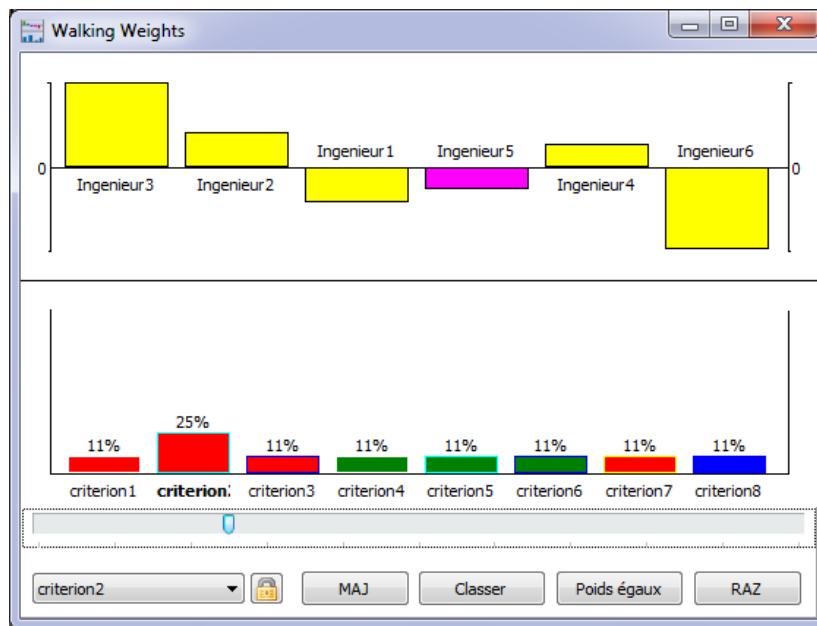 Walking Weights
Ingenieur1 Ingenieur5 Ingenieur6
0 0
Ingenieur3 Ingenieur2 Ingenieur4
25%
11% 11% 11% 11% 11% 11% 11%
criterion1 criterion2 criterion3 criterion4 criterion5 criterion6 criterion7 criterion8
criterion2 MAJ Classer Poids égaux RAZ